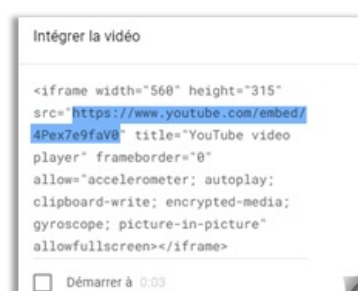 Intégrer la vidéo
<iframe width="560" height="315"
src="https://www.youtube.com/embed/
4Pex7e9faV0" title="YouTube video
player" frameborder="0"
allow="accelerometer; autoplay;
clipboard-write; encrypted-media;
gyroscope; picture-in-picture"
allowfullscreen></iframe>
Démarrer à 0:03